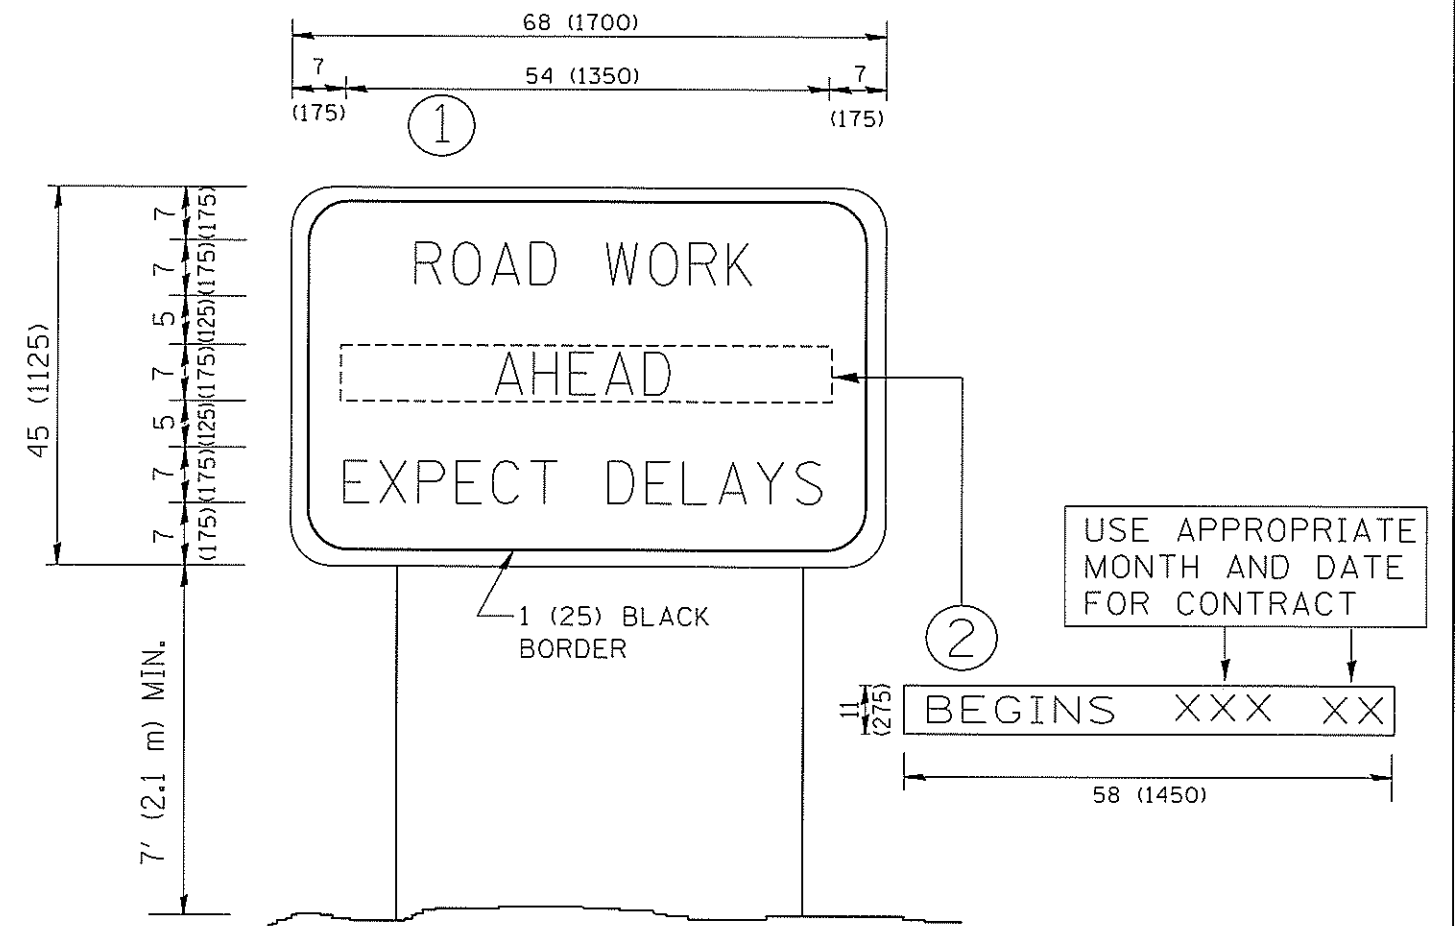 68 (1700)
7
54 (1350)
7
(175)
(175)
1
45 (1125)
7
(175)
7
(175)
5
(125)
7
(175)
5
(125)
7
(175)
7
(175)
ROAD WORK
AHEAD
EXPECT DELAYS
1 (25) BLACK
BORDER
7' (2.1 m) MIN.
USE APPROPRIATE
MONTH AND DATE
FOR CONTRACT
2
11
(275)
BEGINS XXX XX
58 (1450)